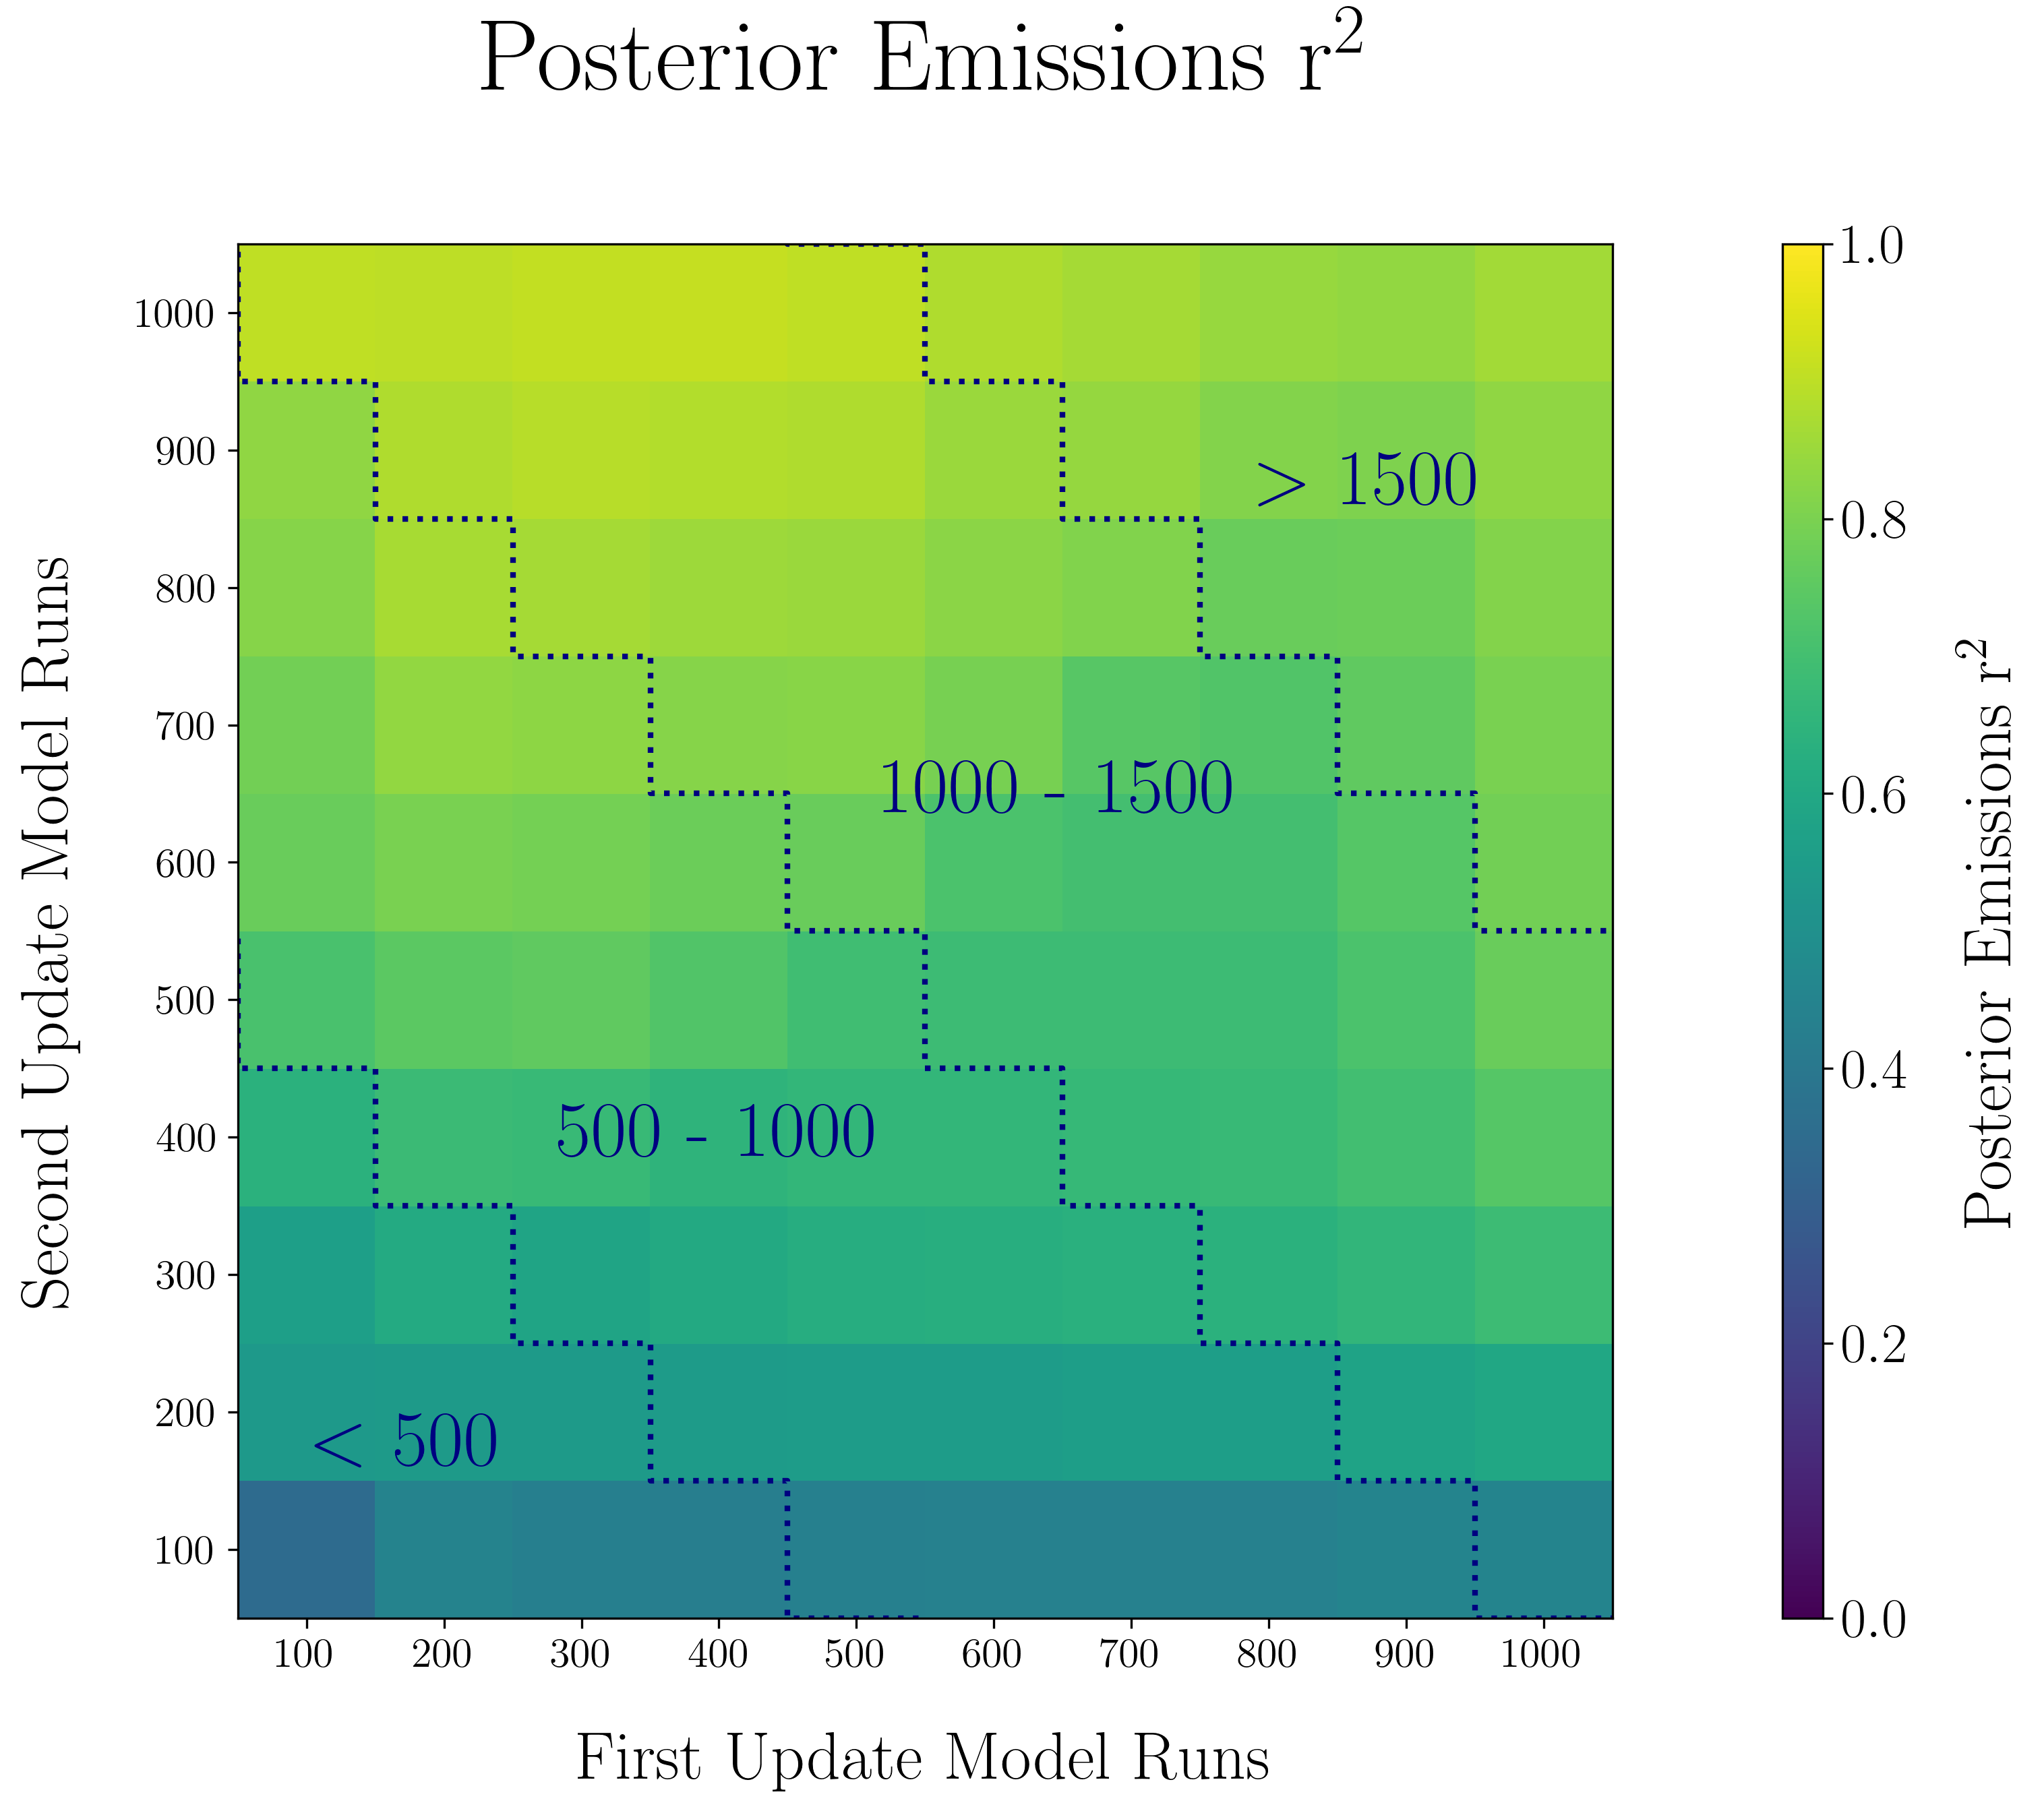 Posterior Emissions r²
Second Update Model Runs
1000
900
800
700
600
500
400
300
200
100
> 1500
1000 - 1500
500 - 1000
< 500
100 200 300 400 500 600 700 800 900 1000
First Update Model Runs
1.0
0.8
0.6
0.4
0.2
0.0
Posterior Emissions r²